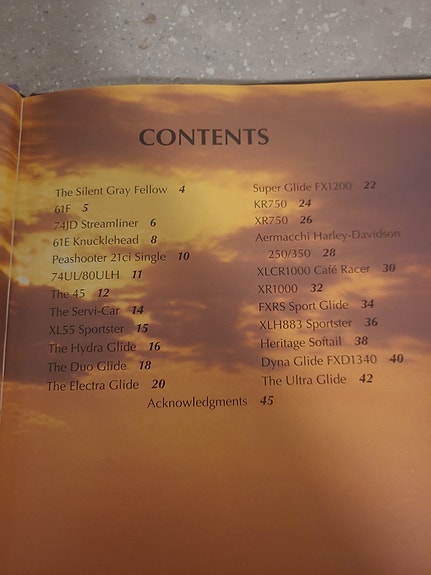 CONTENTS
The Silent Gray Fellow 4
61F 5
74JD Streamliner 6
61E Knucklehead 8
Peashooter 21ci Single 10
74UL/80ULH 11
The 45 12
The Servi-Car 14
XL55 Sportster 15
The Hydra Glide 16
The Duo Glide 18
The Electra Glide 20
Super Glide FX1200 22
KR750 24
XR750 26
Aermacchi Harley-Davidson
250/350 28
XLCR1000 Café Racer 30
XR1000 32
FXRS Sport Glide 34
XLH883 Sportster 36
Heritage Softail 38
Dyna Glide FXD1340 40
The Ultra Glide 42
Acknowledgments 45